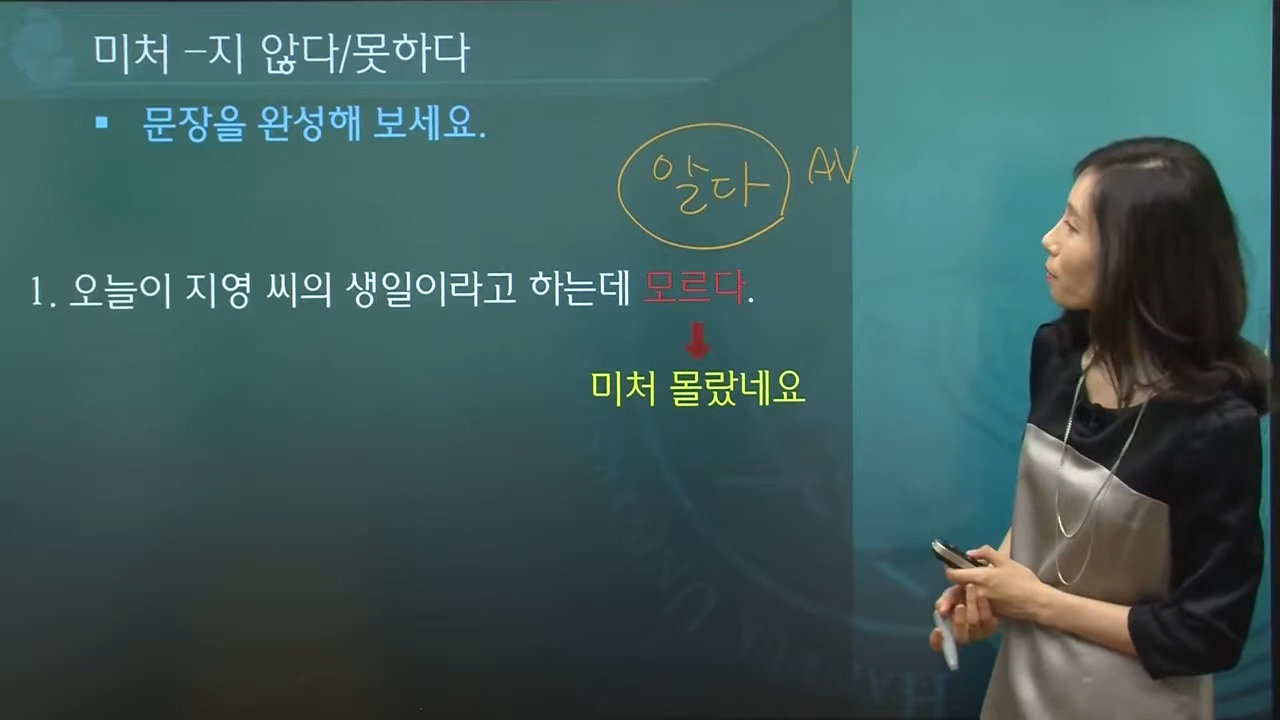 미처 –지 않다/못하다
▪ 문장을 완성해 보세요.
알다 AV
1. 오늘이 지영 씨의 생일이라고 하는데 모르다.
미처 몰랐네요